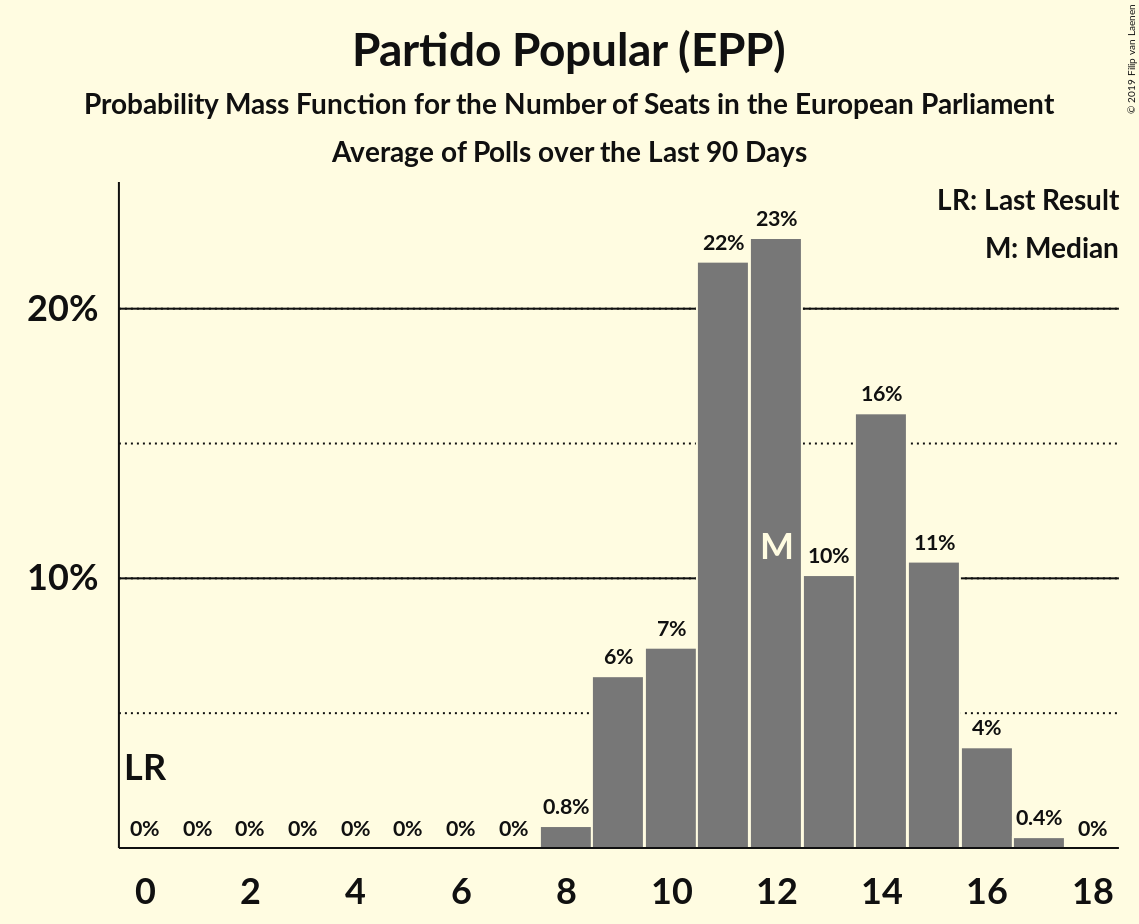 Partido Popular (EPP)
Probability Mass Function for the Number of Seats in the European Parliament
Average of Polls over the Last 90 Days
© 2019 Filip van Laenen
LR: Last Result
M: Median
20%
10%
0% 0% 0% 0% 0% 0% 0% 0% 0.8% 6% 7% 22% 23% 10% 16% 11% 4% 0.4% 0%
LR
M
0 2 4 6 8 10 12 14 16 18